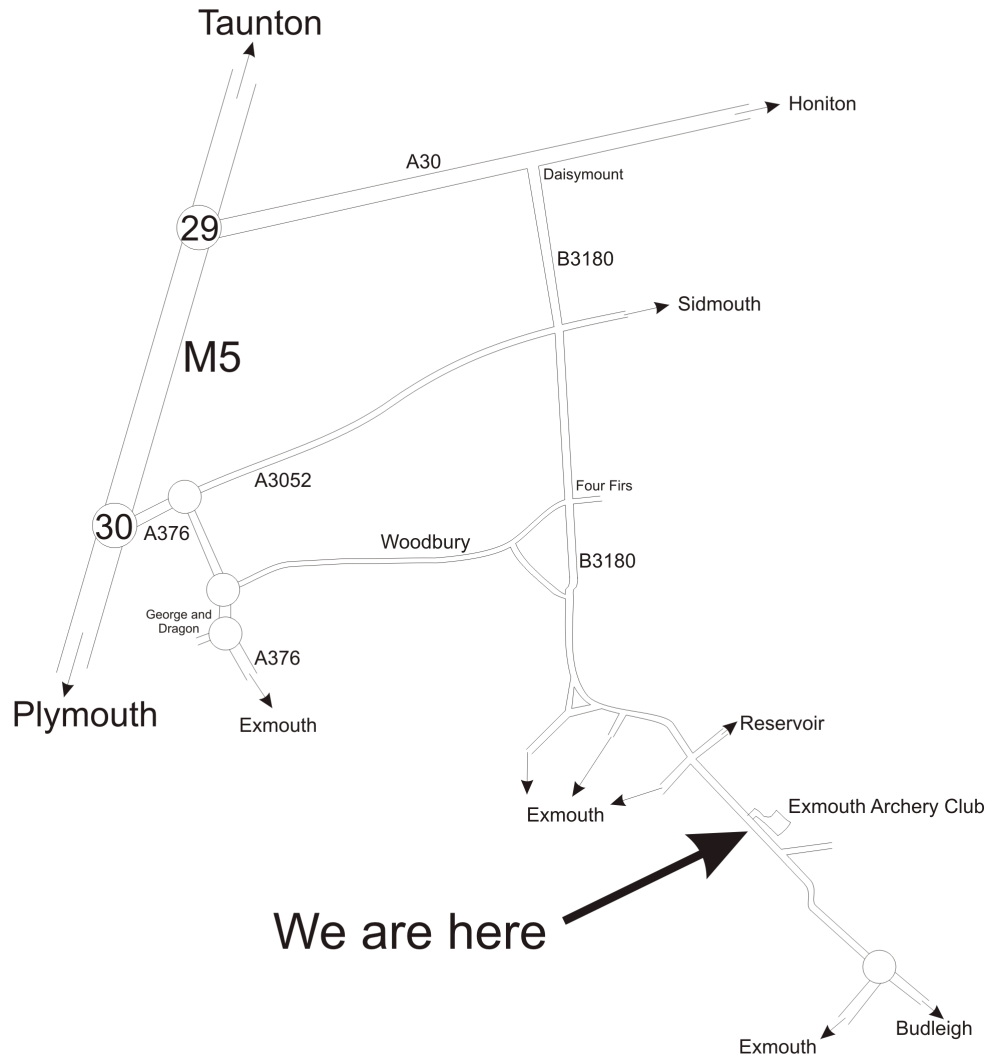 Taunton
Honiton
A30
Daisymount
29
B3180
Sidmouth
M5
A3052
Four Firs
30
A376
Woodbury
B3180
George and
Dragon
A376
Plymouth
Exmouth
Reservoir
Exmouth
Exmouth Archery Club
We are here
Budleigh
Exmouth